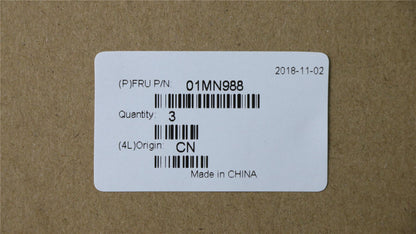 2018-11-02
(P)FRU P/N: 01MN988
Quantity: 3
(4L)Origin: CN
Made in CHINA